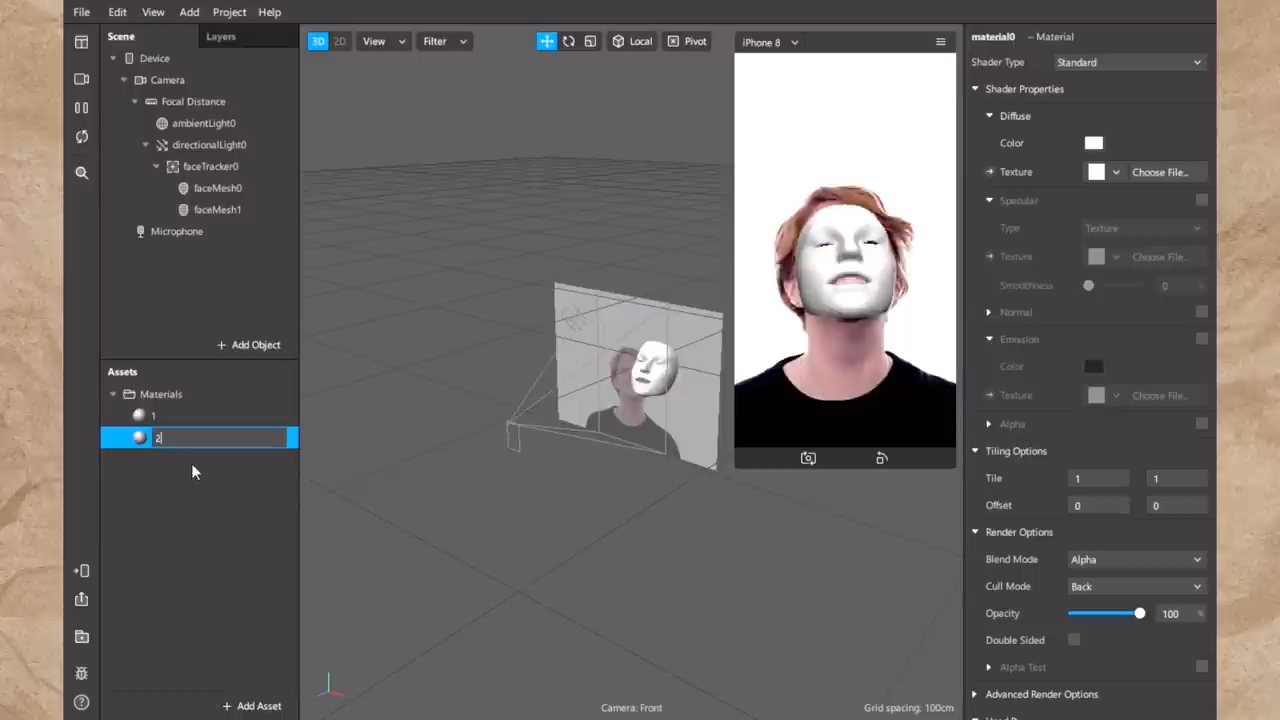 File Edit View Add Project Help
Scene Layers
Device
Camera
Focal Distance
ambientLight0
directionalLight0
faceTracker0
faceMesh0
faceMesh1
Microphone
+ Add Object
Assets
Materials
1
2
+ Add Asset
3D 2D View Filter Local Pivot
iPhone 8
Camera: Front
Grid spacing: 100cm
material0 – Material
Shader Type Standard
Shader Properties
Diffuse
Color
Texture Choose File...
Specular
Type Texture
Texture Choose File...
Smoothness 0 %
Normal
Emission
Color
Texture Choose File...
Alpha
Tiling Options
Tile 1 1
Offset 0 0
Render Options
Blend Mode Alpha
Cull Mode Back
Opacity 100 %
Double Sided
Alpha Test
Advanced Render Options